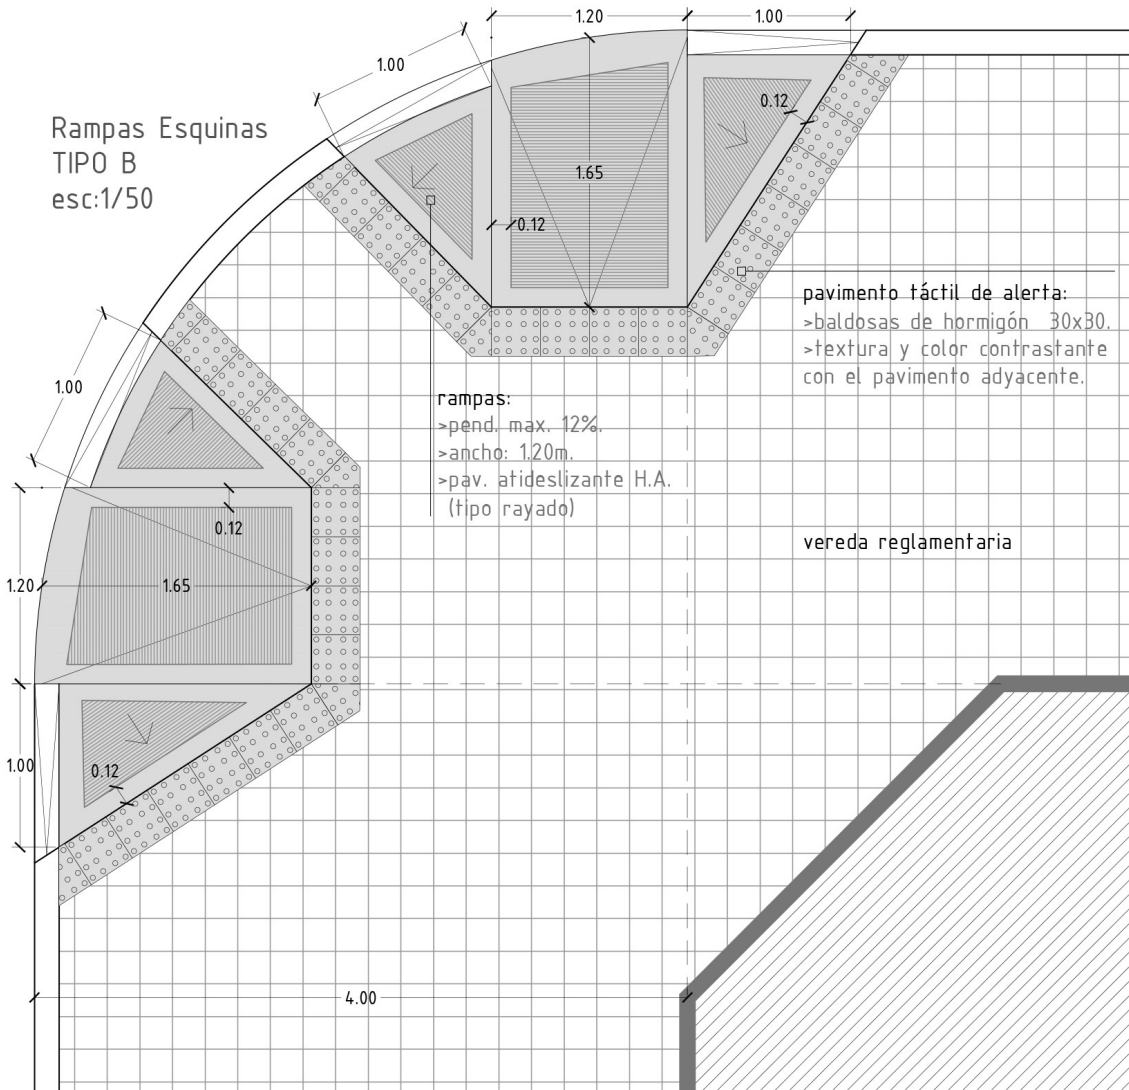 1.20
1.00
1.00
0.12
Rampas Esquinas
TIPO B
esc:1/50
1.65
0.12
pavimento táctil de alerta:
>baldosas de hormigón 30x30.
>textura y color contrastante
con el pavimento adyacente.
1.00
rampas:
>pend. max. 12%.
>ancho: 1.20m.
>pav. atideslizante H.A.
(tipo rayado)
0.12
vereda reglamentaria
1.20
1.65
1.00
0.12
4.00